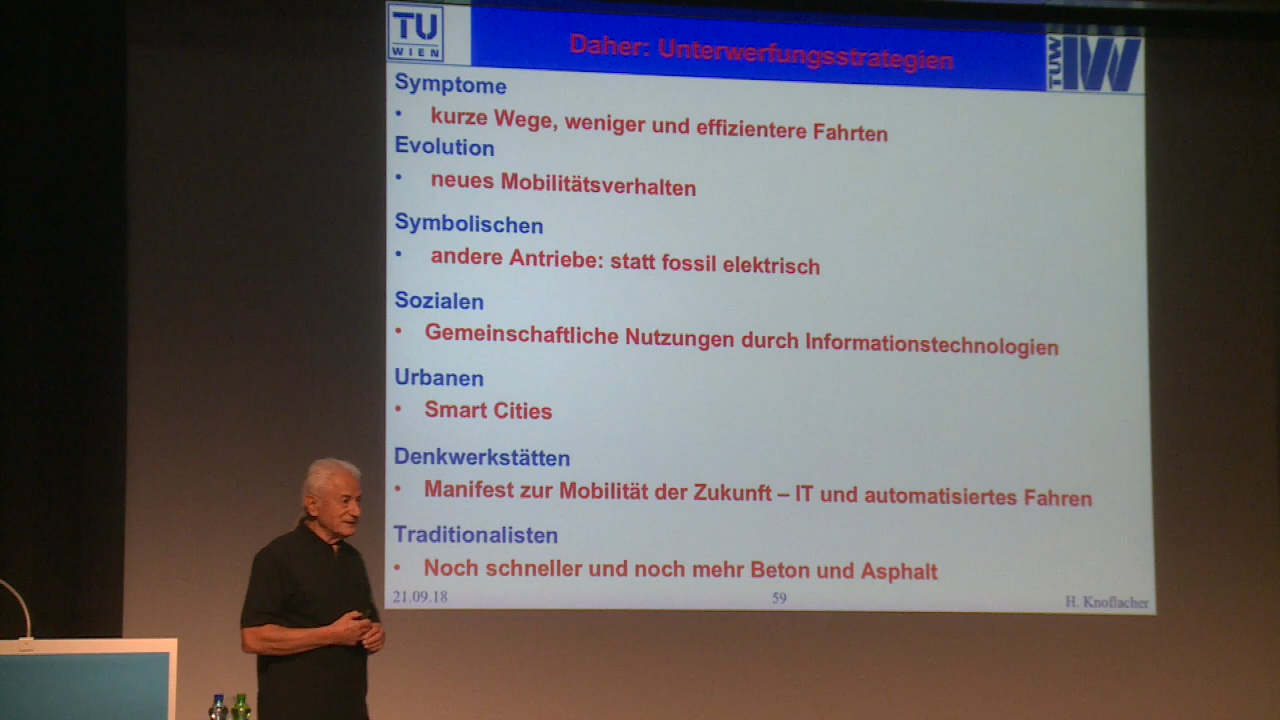 TU
WIEN
Daher: Unterwerfungsstrategien
TUW IVW
Symptome
• kurze Wege, weniger und effizientere Fahrten
Evolution
• neues Mobilitätsverhalten
Symbolischen
• andere Antriebe: statt fossil elektrisch
Sozialen
• Gemeinschaftliche Nutzungen durch Informationstechnologien
Urbanen
• Smart Cities
Denkwerkstätten
• Manifest zur Mobilität der Zukunft – IT und automatisiertes Fahren
Traditionalisten
• Noch schneller und noch mehr Beton und Asphalt
21.09.18 59 H. Knoflacher